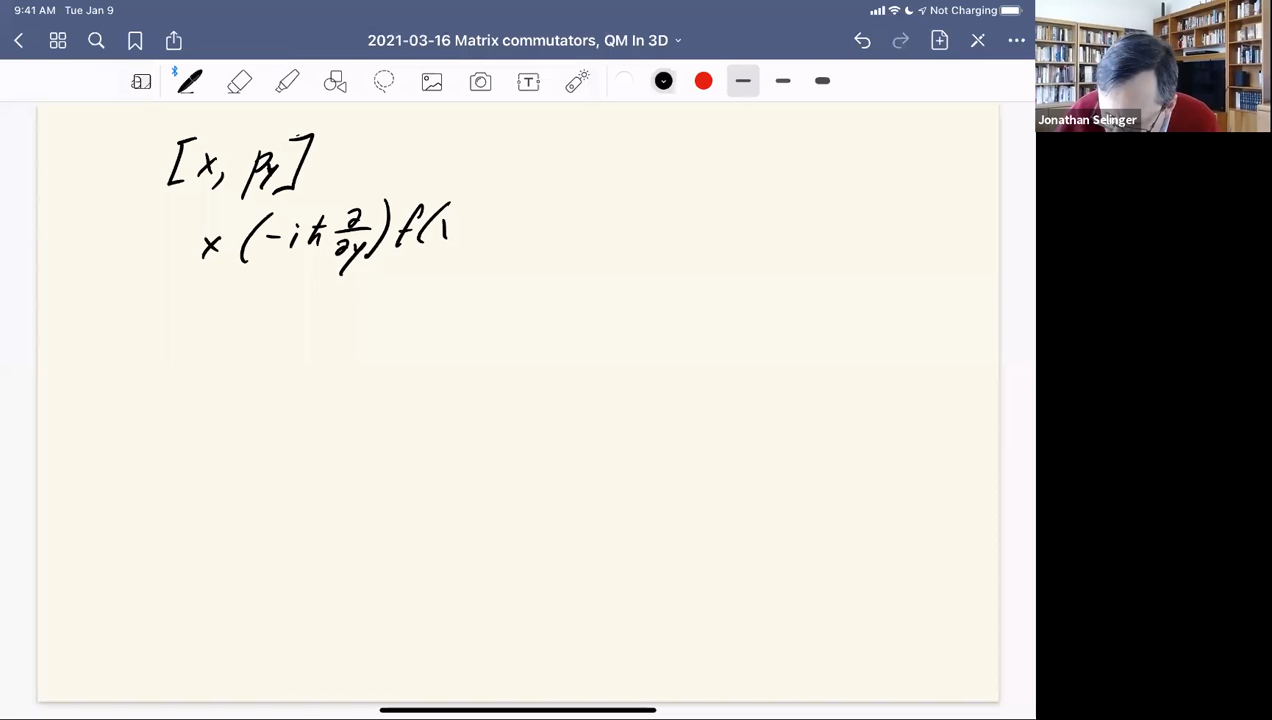 9:41 AM Tue Jan 9
Not Charging
2021-03-16 Matrix commutators, QM In 3D
Jonathan Selinger
[x, py]
x (-iħ ∂/∂y) f(